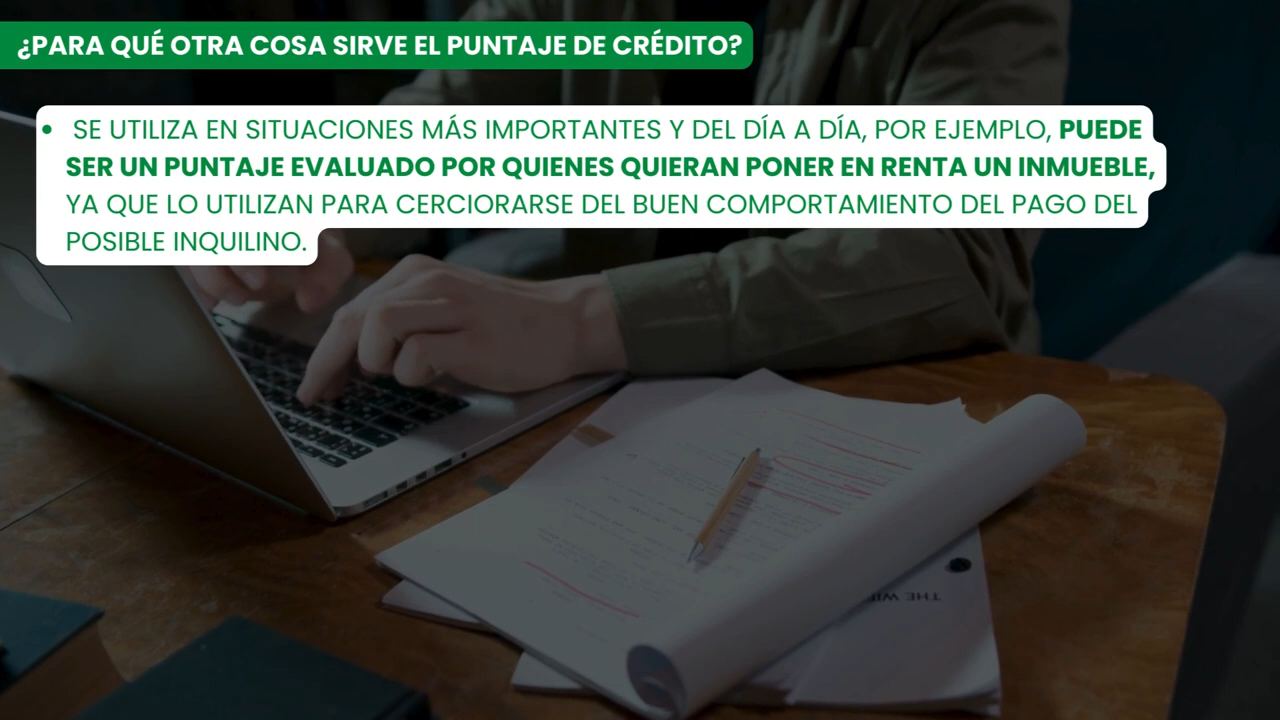 ¿PARA QUÉ OTRA COSA SIRVE EL PUNTAJE DE CRÉDITO?
• SE UTILIZA EN SITUACIONES MÁS IMPORTANTES Y DEL DÍA A DÍA, POR EJEMPLO, PUEDE
SER UN PUNTAJE EVALUADO POR QUIENES QUIERAN PONER EN RENTA UN INMUEBLE,
YA QUE LO UTILIZAN PARA CERCIORARSE DEL BUEN COMPORTAMIENTO DEL PAGO DEL
POSIBLE INQUILINO.
THE